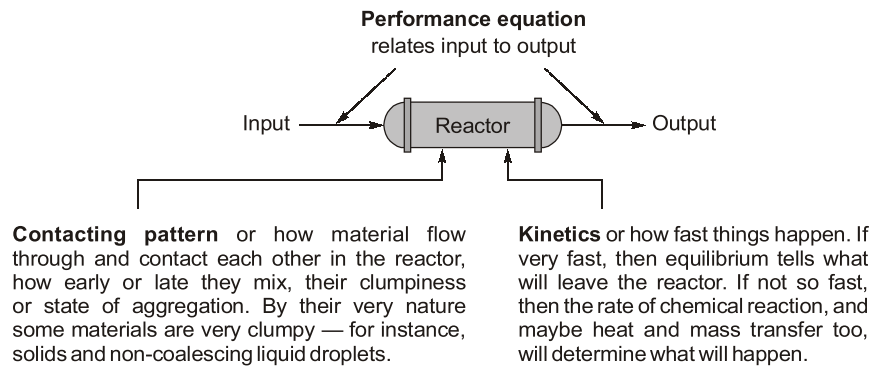 Performance equation
relates input to output
Input
Reactor
Output
Contacting pattern or how material flow
through and contact each other in the reactor,
how early or late they mix, their clumpiness
or state of aggregation. By their very nature
some materials are very clumpy — for instance,
solids and non-coalescing liquid droplets.
Kinetics or how fast things happen. If
very fast, then equilibrium tells what
will leave the reactor. If not so fast,
then the rate of chemical reaction, and
maybe heat and mass transfer too,
will determine what will happen.